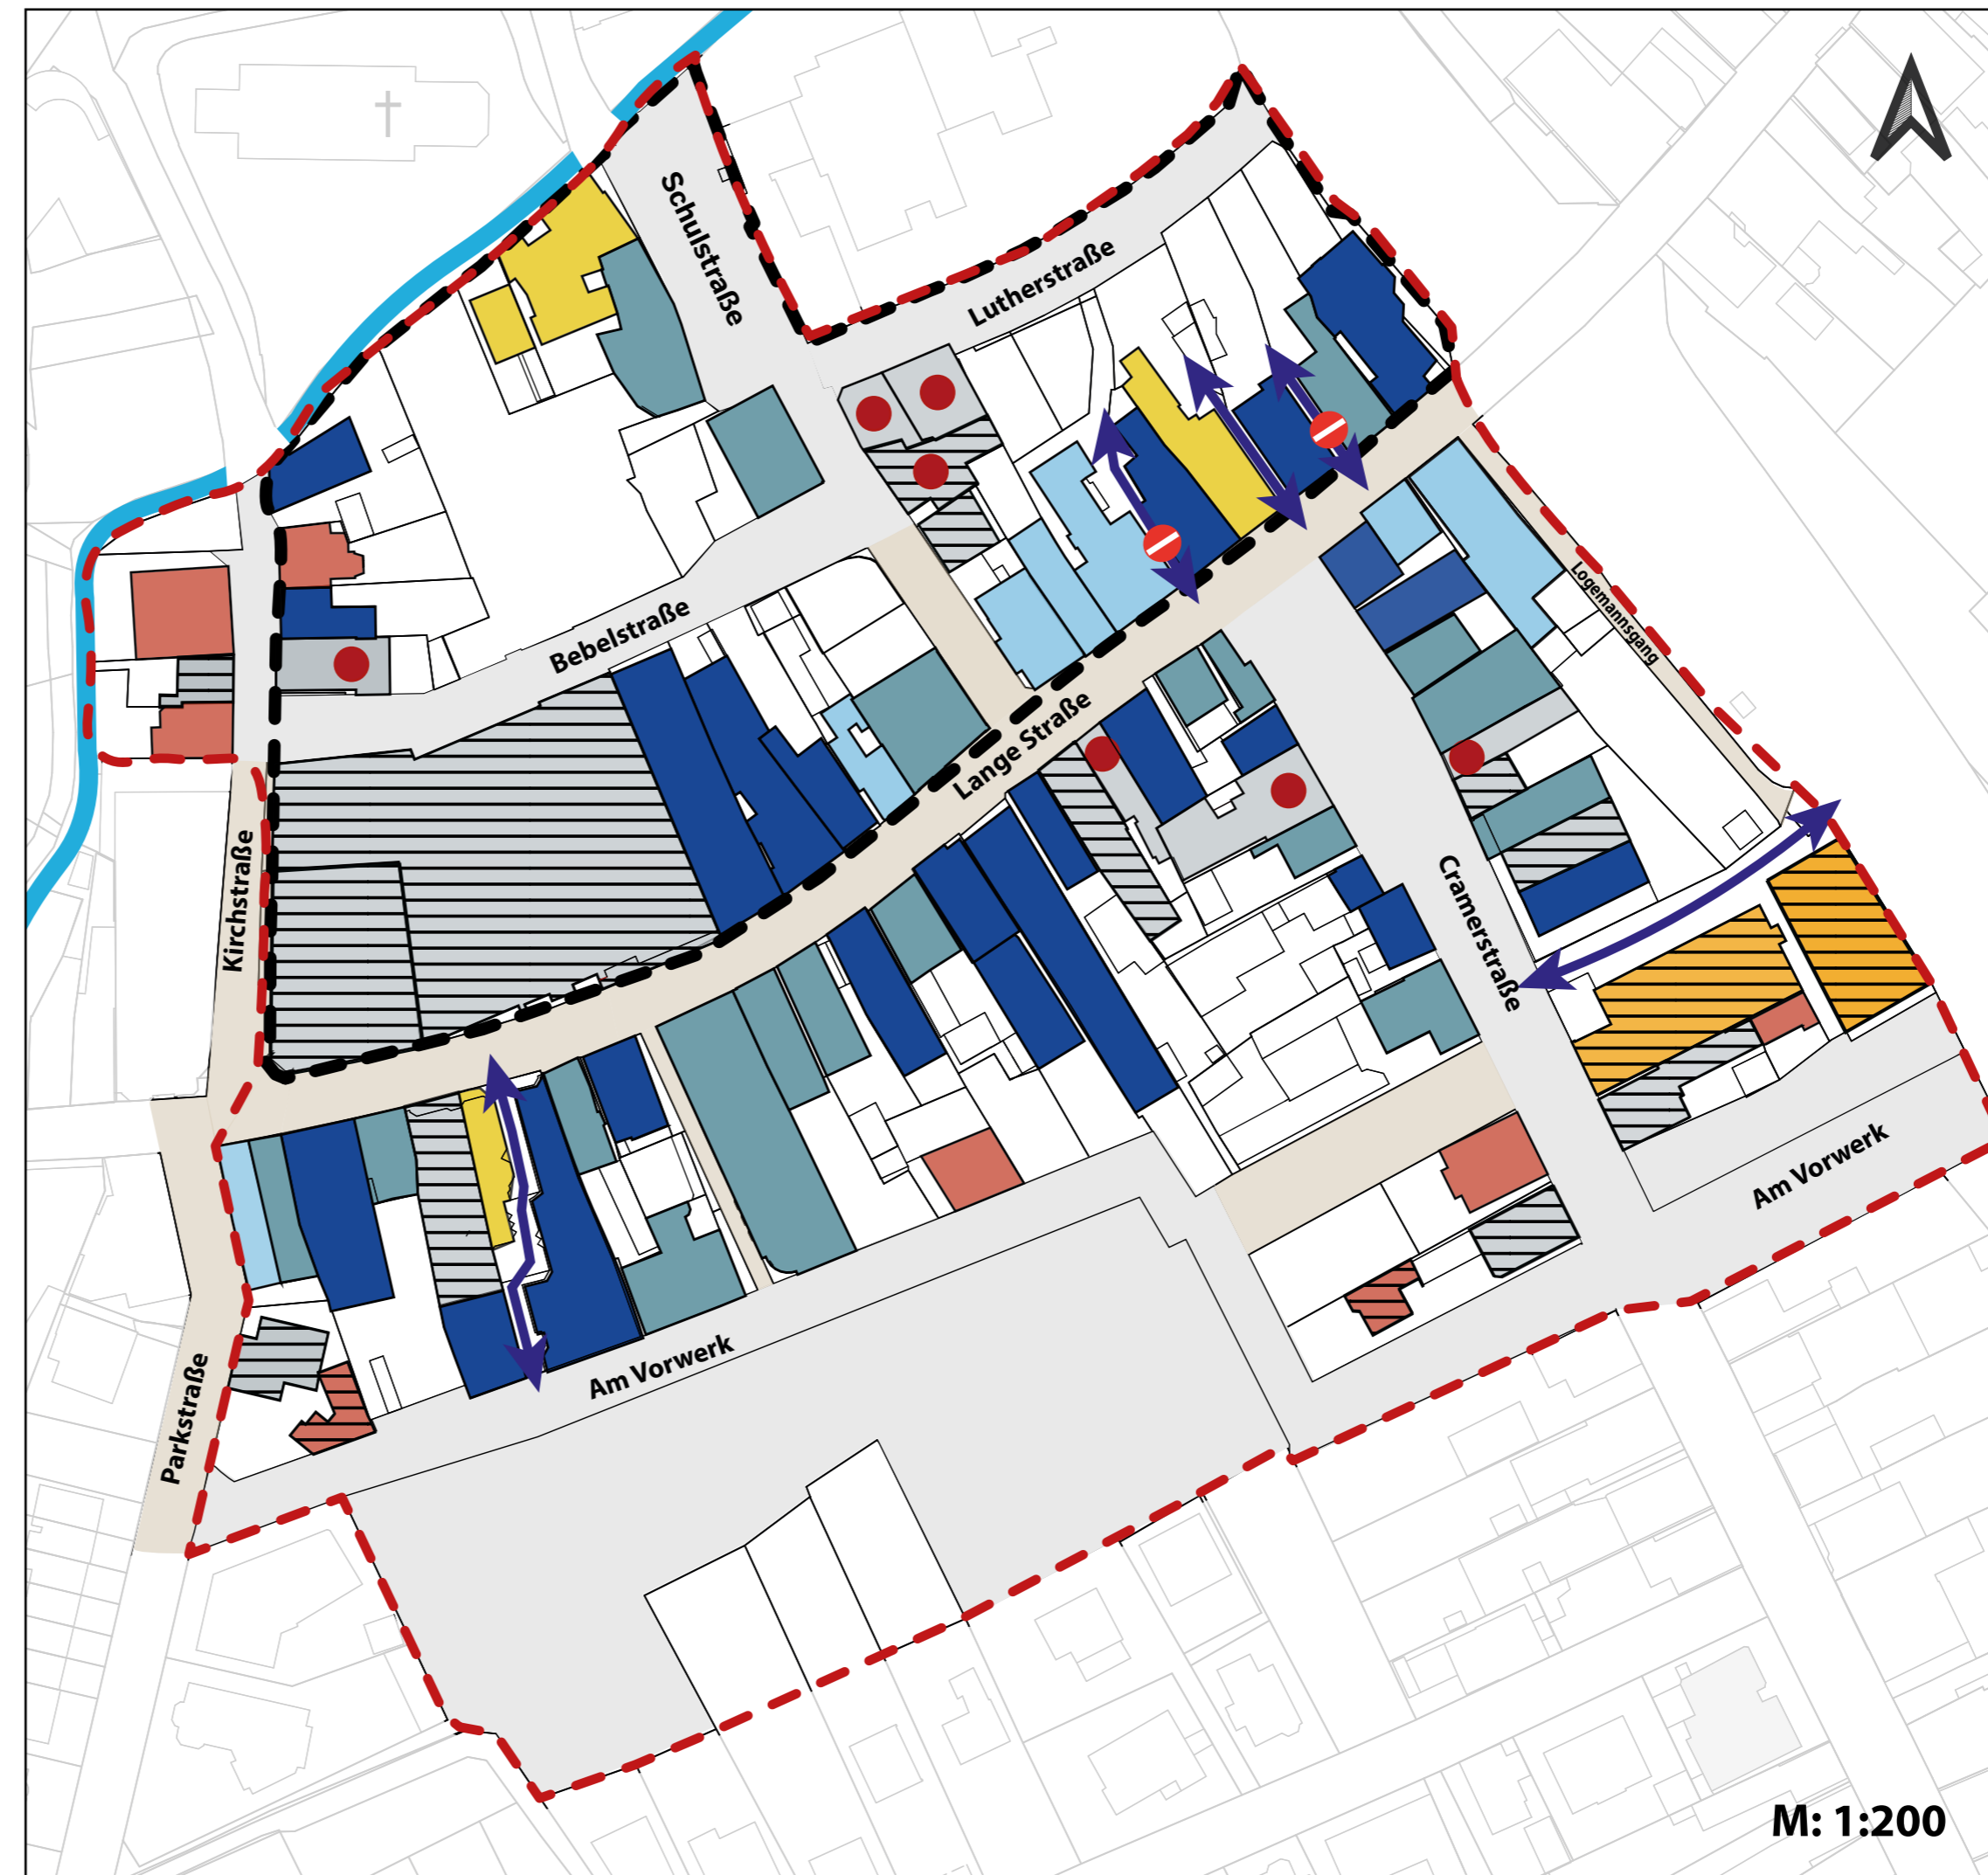 Schulstraße
Lutherstraße
Bebelstraße
Logemannsgang
Lange Straße
Kirchstraße
Cramerstraße
Am Vorwerk
Am Vorwerk
Parkstraße
M: 1:200